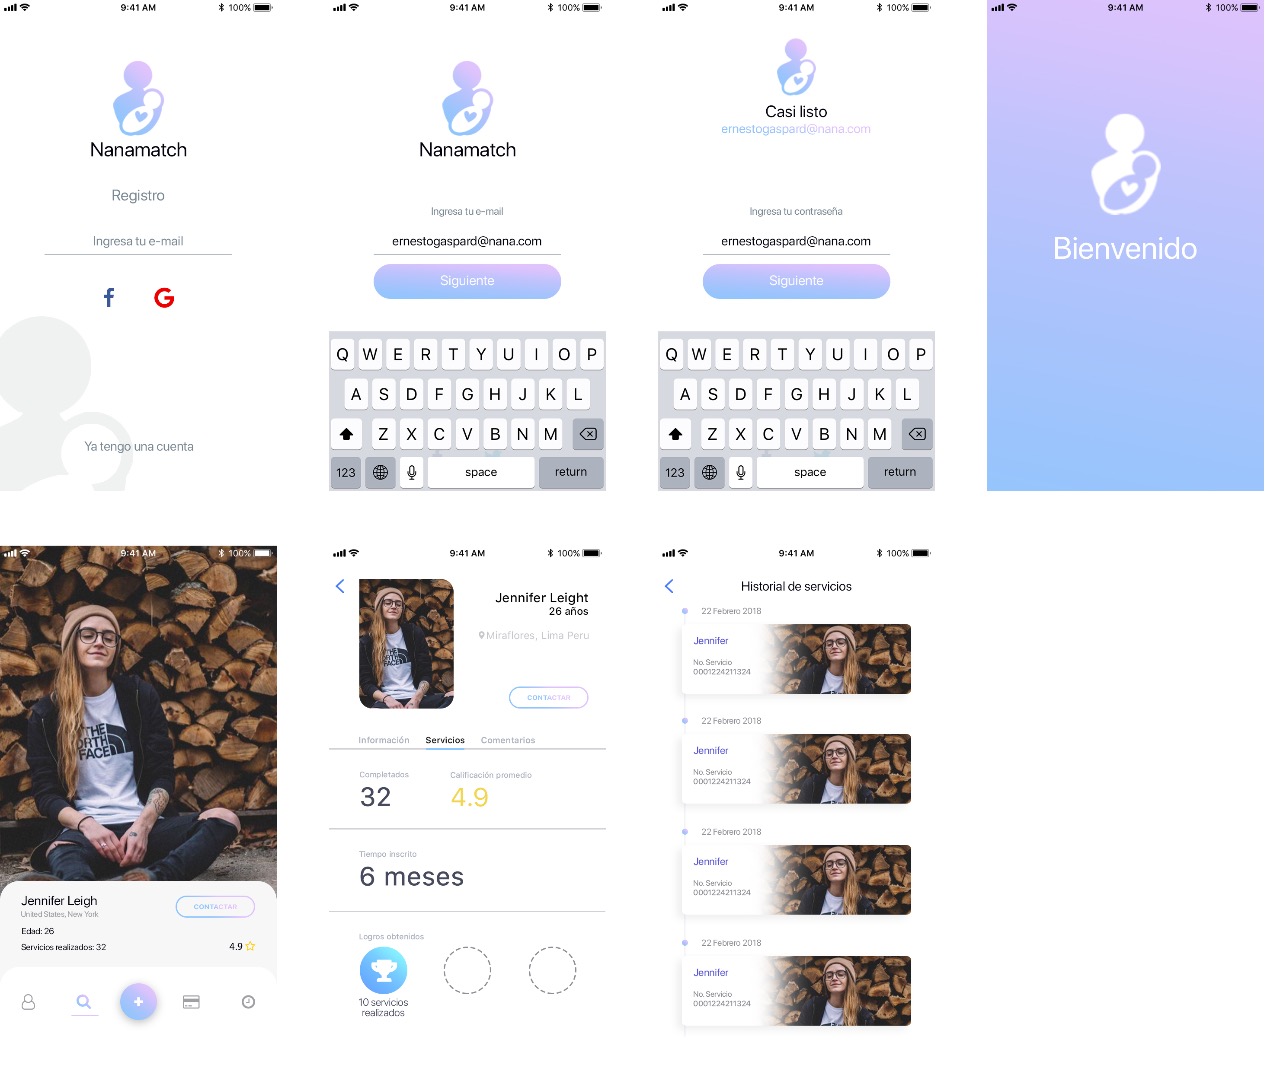 9:41 AM
100%
Nanamatch
Registro
Ingresa tu e-mail
f
G
Ya tengo una cuenta
9:41 AM
100%
Nanamatch
Ingresa tu e-mail
ernestogaspard@nana.com
Siguiente
Q W E R T Y U I O P
A S D F G H J K L
Z X C V B N M
123
space
return
9:41 AM
100%
Casi listo
ernestogaspard@nana.com
Ingresa tu contraseña
ernestogaspard@nana.com
Siguiente
Q W E R T Y U I O P
A S D F G H J K L
Z X C V B N M
123
space
return
9:41 AM
100%
Bienvenido
9:41 AM
100%
THE
NORTH
FACE
Jennifer Leigh
United States, New York
CONTACTAR
Edad: 26
Servicios realizados: 32
4.9
9:41 AM
100%
THE
NORTH
FACE
Jennifer Leight
26 años
Miraflores, Lima Peru
CONTACTAR
Información
Servicios
Comentarios
Completados
Calificación promedio
32
4.9
Tiempo inscrito
6 meses
Logros obtenidos
10 servicios
realizados
9:41 AM
100%
Historial de servicios
22 Febrero 2018
Jennifer
No. Servicio
0001224211324
22 Febrero 2018
Jennifer
No. Servicio
0001224211324
22 Febrero 2018
Jennifer
No. Servicio
0001224211324
22 Febrero 2018
Jennifer
No. Servicio
0001224211324